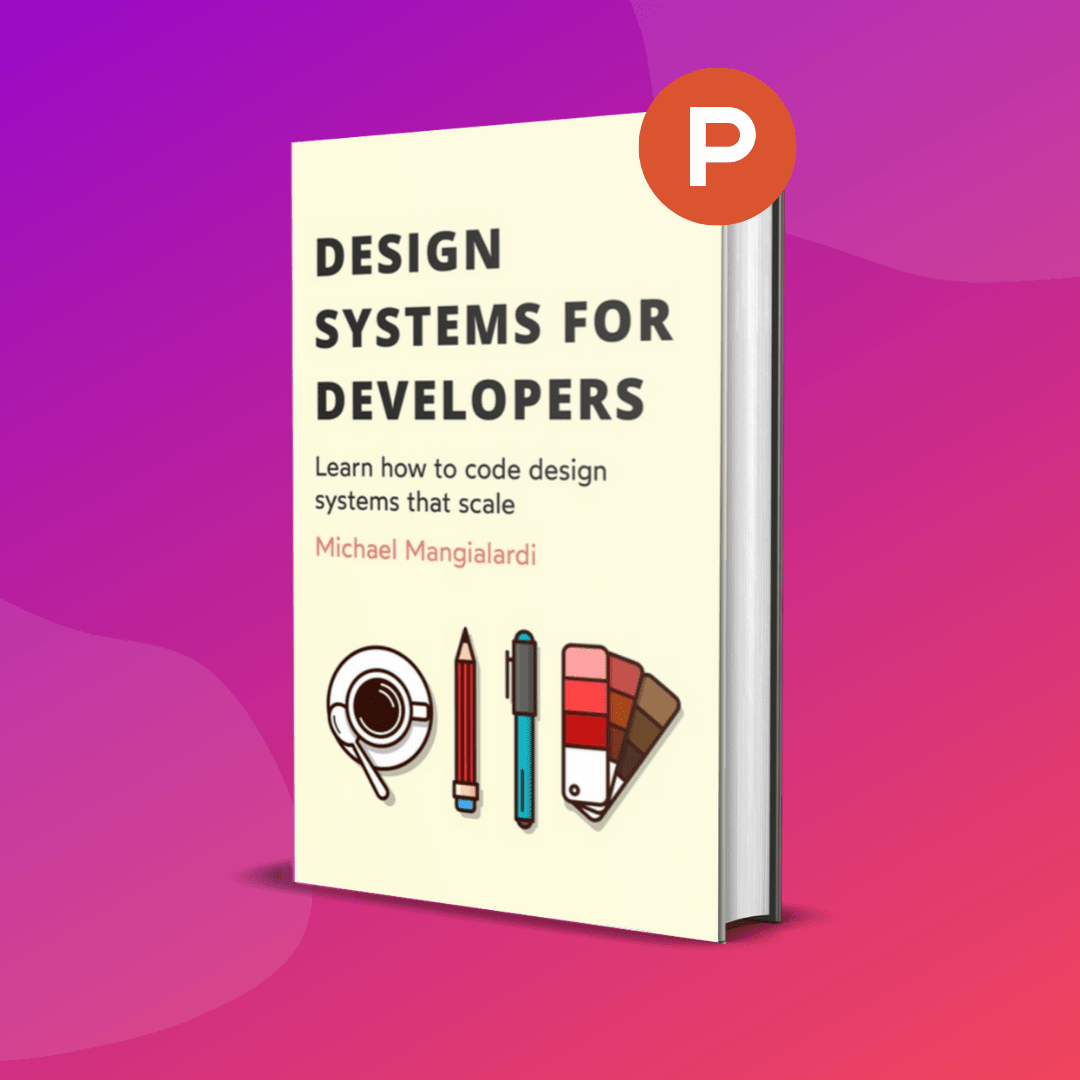 P
DESIGN
SYSTEMS FOR
DEVELOPERS
Learn how to code design
systems that scale
Michael Mangialardi